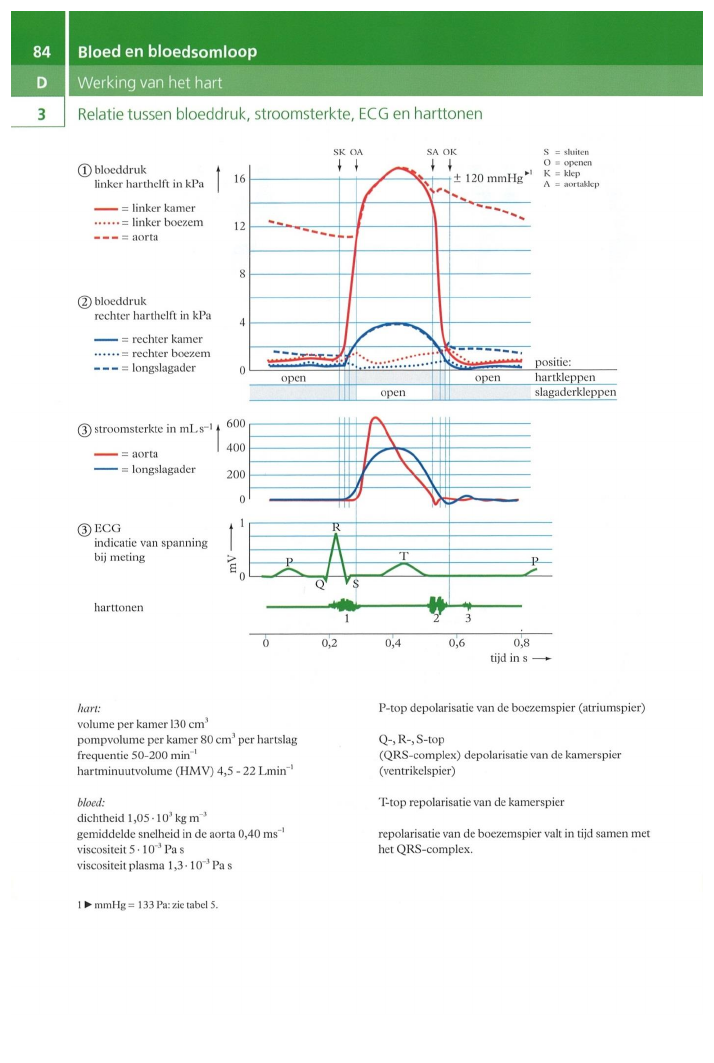 84 Bloed en bloedsomloop
D Werking van het hart
3 Relatie tussen bloeddruk, stroomsterkte, ECG en harttonen
SK OA SA OK
S = sluiten
O = openen
K = klep
A = aortaklep
① bloeddruk
linker harthelft in kPa
= linker kamer
= linker boezem
= aorta
16
12
8
4
0
± 120 mmHg ►1
② bloeddruk
rechter harthelft in kPa
= rechter kamer
= rechter boezem
= longslagader
positie:
open open hartkleppen
open slagaderkleppen
③ stroomsterkte in mL s⁻¹
= aorta
= longslagader
600
400
200
0
③ ECG
indicatie van spanning
bij meting
1
mV
0
P Q R S T P
harttonen
1 2 3
0 0,2 0,4 0,6 0,8
tijd in s
hart:
volume per kamer 130 cm³
pompvolume per kamer 80 cm³ per hartslag
frequentie 50-200 min⁻¹
hartminuutvolume (HMV) 4,5 - 22 Lmin⁻¹
bloed:
dichtheid 1,05 · 10³ kg m⁻³
gemiddelde snelheid in de aorta 0,40 ms⁻¹
viscositeit 5 · 10⁻³ Pa s
viscositeit plasma 1,3 · 10⁻³ Pa s
P-top depolarisatie van de boezemspier (atriumspier)
Q-, R-, S-top
(QRS-complex) depolarisatie van de kamerspier
(ventrikelspier)
T-top repolarisatie van de kamerspier
repolarisatie van de boezemspier valt in tijd samen met
het QRS-complex.
1 ► mmHg = 133 Pa: zie tabel 5.